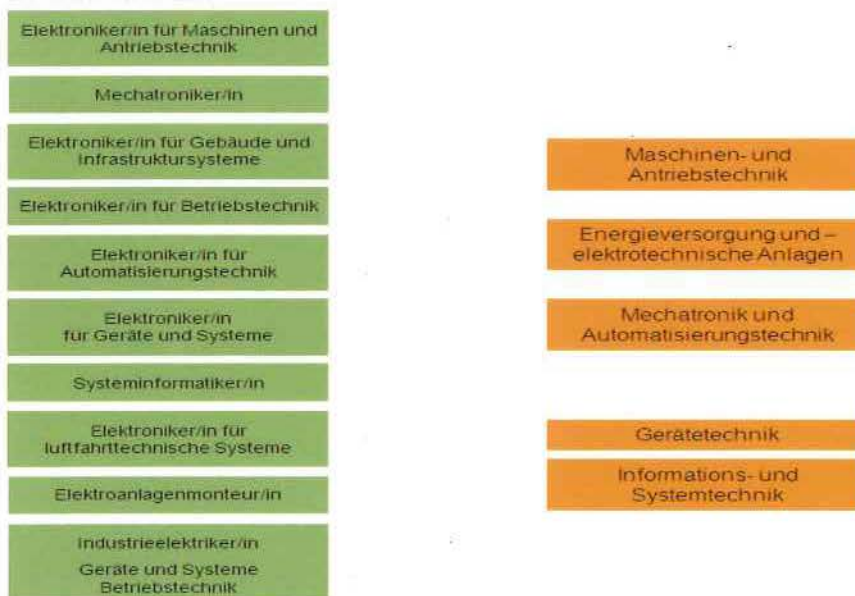 Elektroniker/in für Maschinen und
Antriebstechnik
Mechatroniker/in
Elektroniker/in für Gebäude und
Infrastruktursysteme
Elektroniker/in für Betriebstechnik
Elektroniker/in für
Automatisierungstechnik
Elektroniker/in
für Geräte und Systeme
Systeminformatiker/in
Elektroniker/in für
luftfahrttechnische Systeme
Elektroanlagenmonteur/in
Industrieelektriker/in
Geräte und Systeme
Betriebstechnik
Maschinen- und
Antriebstechnik
Energieversorgung und –
elektrotechnische Anlagen
Mechatronik und
Automatisierungstechnik
Gerätetechnik
Informations- und
Systemtechnik